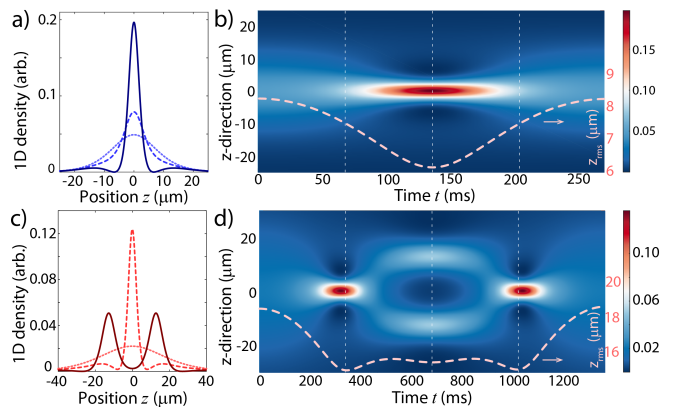 a)
0.2
0.1
0
1D density (arb.)
-20 -10 0 10 20
Position z (μm)
b)
20
10
0
-10
-20
z-direction (μm)
0 50 100 150 200 250
Time t (ms)
9
8
7
6
z_rms (μm)
0.15
0.10
0.05
c)
0.12
0.08
0.04
0
1D density (arb.)
-40 -20 0 20 40
Position z (μm)
d)
20
0
-20
z-direction (μm)
0 200 400 600 800 1000 1200
Time t (ms)
20
18
16
z_rms (μm)
0.10
0.06
0.02